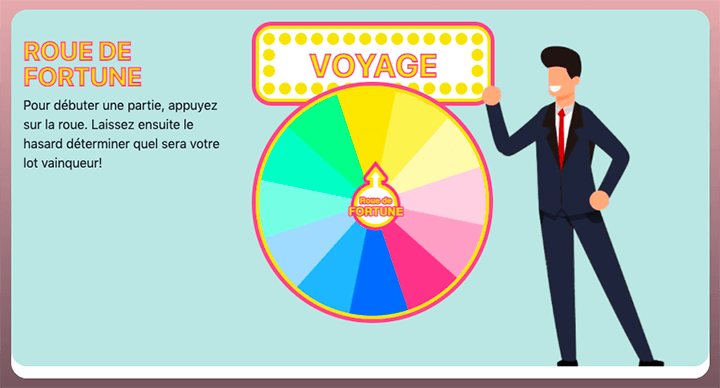 ROUE DE
FORTUNE
Pour débuter une partie, appuyez
sur la roue. Laissez ensuite le
hasard déterminer quel sera votre
lot vainqueur!
VOYAGE
Roue de
FORTUNE